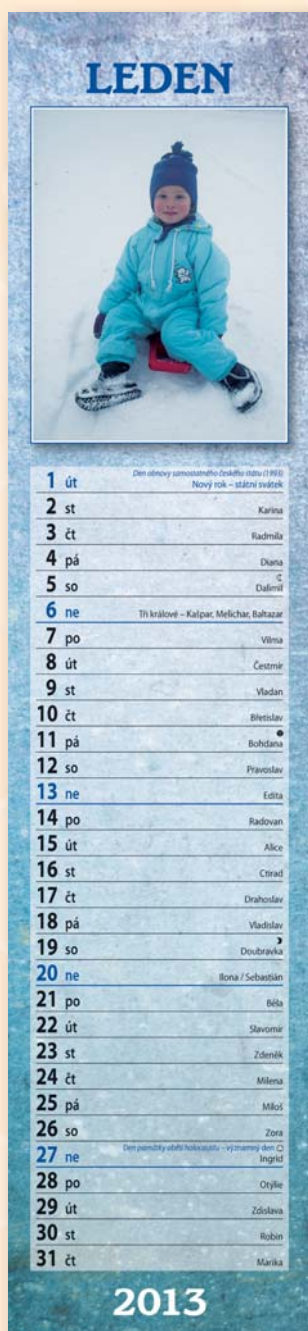 LEDEN
1 út Den obnovy samostatného českého státu (1993)
Nový rok – státní svátek
2 st Karina
3 čt Radmila
4 pá Diana
5 so Dalimil
6 ne Tři králové – Kašpar, Melichar, Baltazar
7 po Vilma
8 út Čestmír
9 st Vladan
10 čt Břetislav
11 pá Bohdana
12 so Pravoslav
13 ne Edita
14 po Radovan
15 út Alice
16 st Ctirad
17 čt Drahoslav
18 pá Vladislav
19 so Doubravka
20 ne Ilona / Sebastián
21 po Běla
22 út Slavomír
23 st Zdeněk
24 čt Milena
25 pá Miloš
26 so Zora
27 ne Den památky obětí holocaustu – významný den
Ingrid
28 po Otýlie
29 út Zdislava
30 st Robin
31 čt Marika
2013